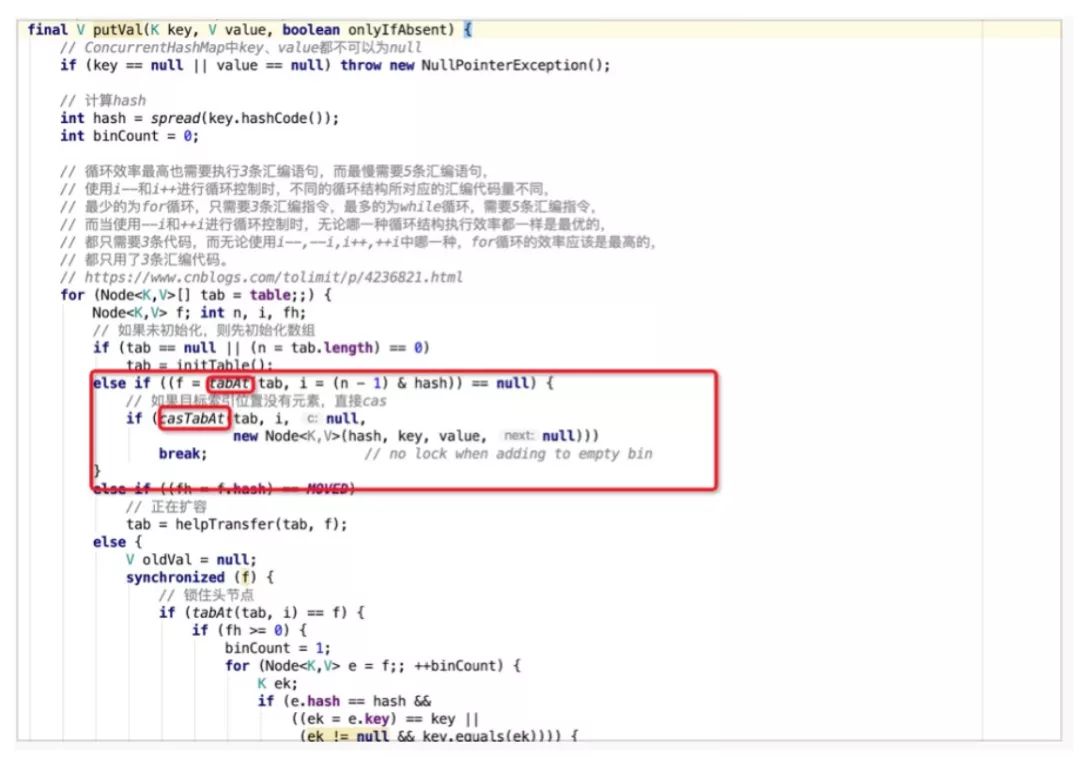 final V putVal(K key, V value, boolean onlyIfAbsent) {
// ConcurrentHashMap中key、value都不可以为null
if (key == null || value == null) throw new NullPointerException();
// 计算hash
int hash = spread(key.hashCode());
int binCount = 0;
// 循环效率最高也需要执行3条汇编语句，而最慢需要5条汇编语句，
// 使用i--和i++进行循环控制时，不同的循环结构所对应的汇编代码量不同，
// 最少的为for循环，只需要3条汇编指令，最多的为while循环，需要5条汇编指令，
// 而当使用--i和++i进行循环控制时，无论哪一种循环结构执行效率都一样是最优的，
// 都只需要3条代码，而无论使用i--,--i,i++,++i中哪一种，for循环的效率应该是最高的，
// 都只用了3条汇编代码。
// https://www.cnblogs.com/tolimit/p/4236821.html
for (Node<K,V>[] tab = table;;) {
Node<K,V> f; int n, i, fh;
// 如果未初始化，则先初始化数组
if (tab == null || (n = tab.length) == 0)
tab = initTable();
else if ((f = tabAt(tab, i = (n - 1) & hash)) == null) {
// 如果目标索引位置没有元素，直接cas
if (casTabAt(tab, i, c: null,
new Node<K,V>(hash, key, value, next: null)))
break; // no lock when adding to empty bin
}
else if ((fh = f.hash) == MOVED)
// 正在扩容
tab = helpTransfer(tab, f);
else {
V oldVal = null;
synchronized (f) {
// 锁住头节点
if (tabAt(tab, i) == f) {
if (fh >= 0) {
binCount = 1;
for (Node<K,V> e = f;; ++binCount) {
K ek;
if (e.hash == hash &&
((ek = e.key) == key ||
(ek != null && key.equals(ek)))) {